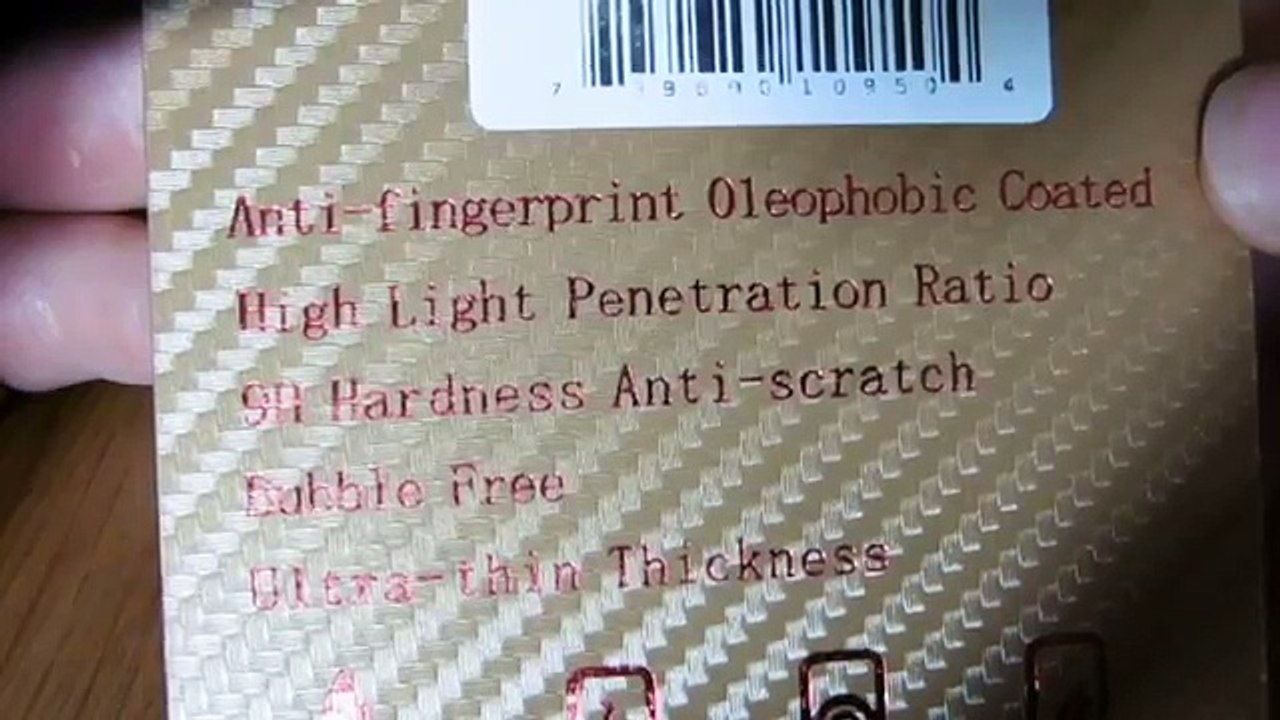 Anti-fingerprint Oleophobic Coated
High Light Penetration Ratio
9H Hardness Anti-scratch
Bubble Free
Ultra-thin Thickness